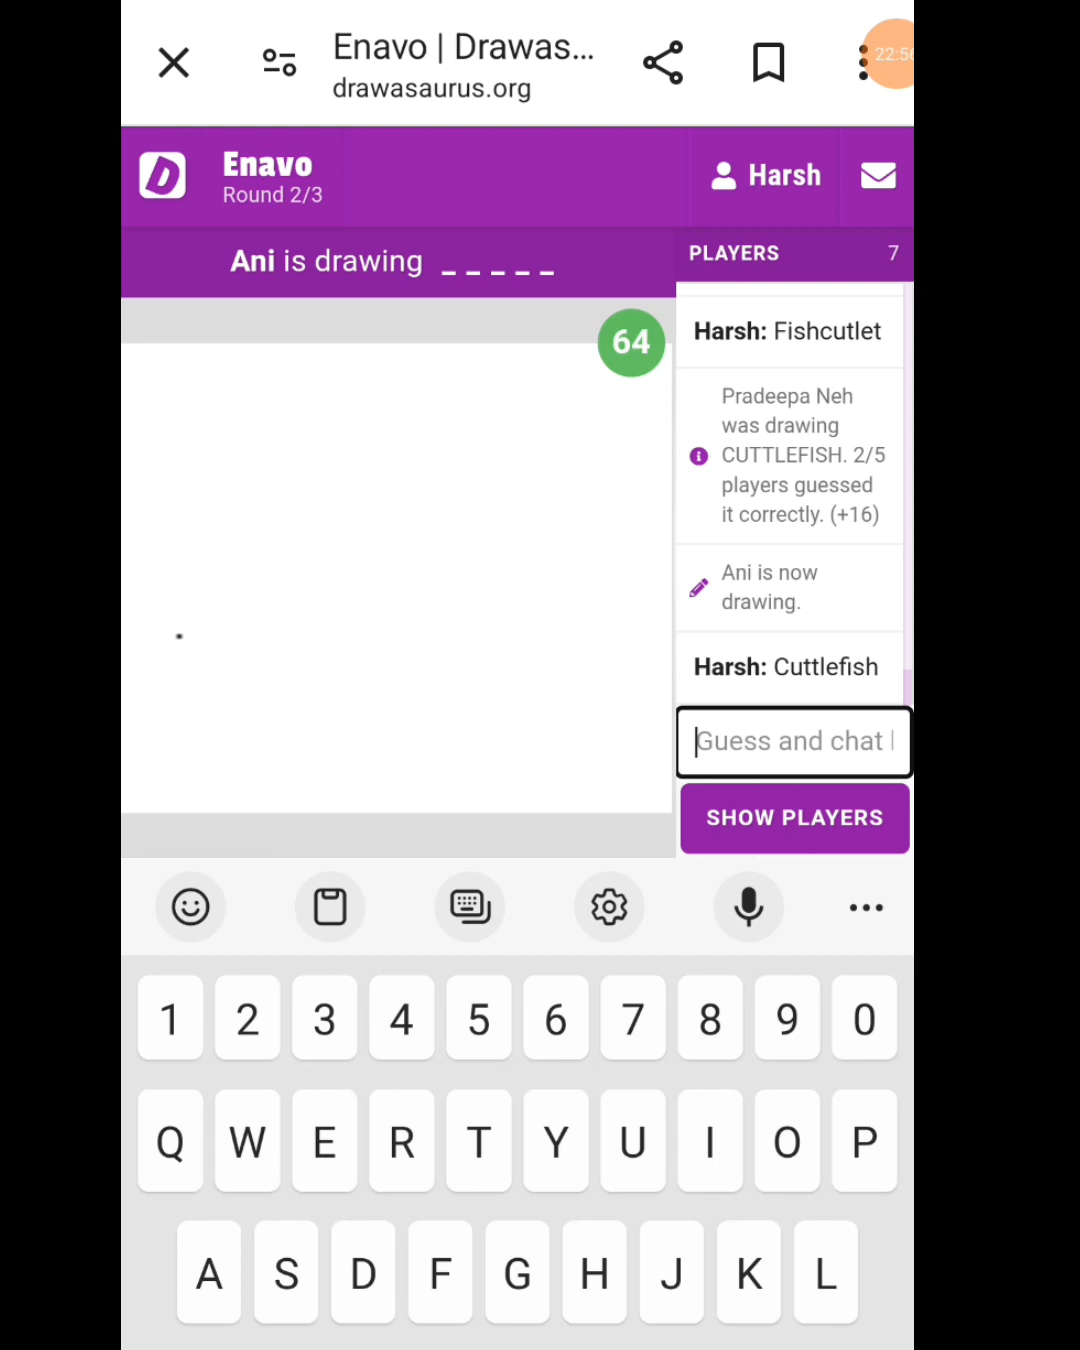 Enavo | Drawas...
drawasaurus.org
22:56
D
Enavo
Round 2/3
Harsh
Ani is drawing _ _ _ _ _
PLAYERS 7
64
Harsh: Fishcutlet
Pradeepa Neh
was drawing
CUTTLEFISH. 2/5
players guessed
it correctly. (+16)
Ani is now
drawing.
Harsh: Cuttlefish
Guess and chat
SHOW PLAYERS
1 2 3 4 5 6 7 8 9 0
Q W E R T Y U I O P
A S D F G H J K L